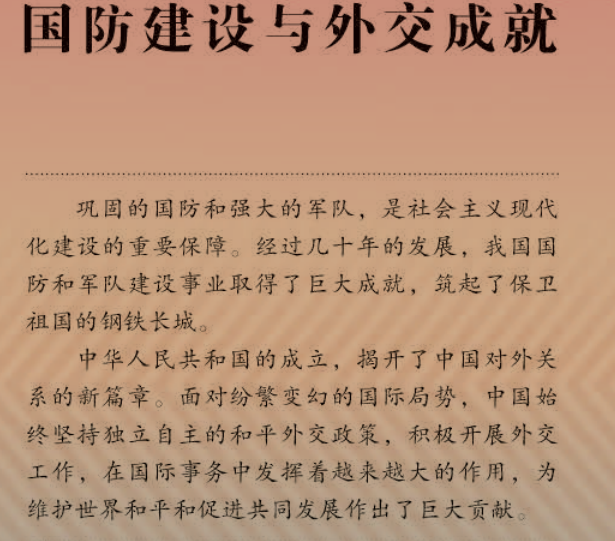 国防建设与外交成就
巩固的国防和强大的军队，是社会主义现代
化建设的重要保障。经过几十年的发展，我国国
防和军队建设事业取得了巨大成就，筑起了保卫
祖国的钢铁长城。
中华人民共和国的成立，揭开了中国对外关
系的新篇章。面对纷繁变幻的国际局势，中国始
终坚持独立自主的和平外交政策，积极开展外交
工作，在国际事务中发挥着越来越大的作用，为
维护世界和平和促进共同发展作出了巨大贡献。